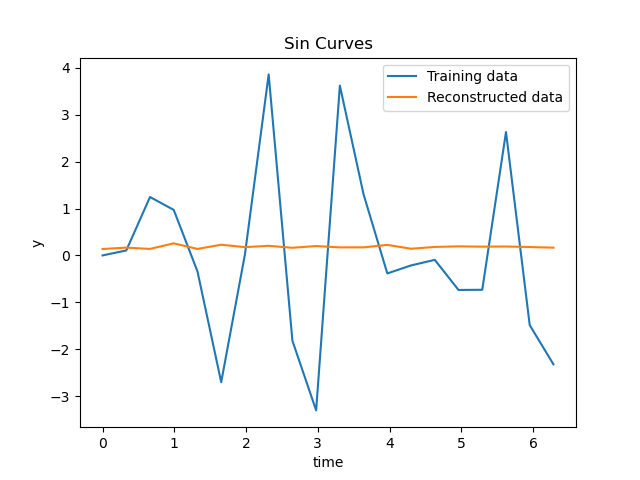 Sin Curves
Training data
Reconstructed data
4
3
2
1
0
−1
−2
−3
y
0 1 2 3 4 5 6
time